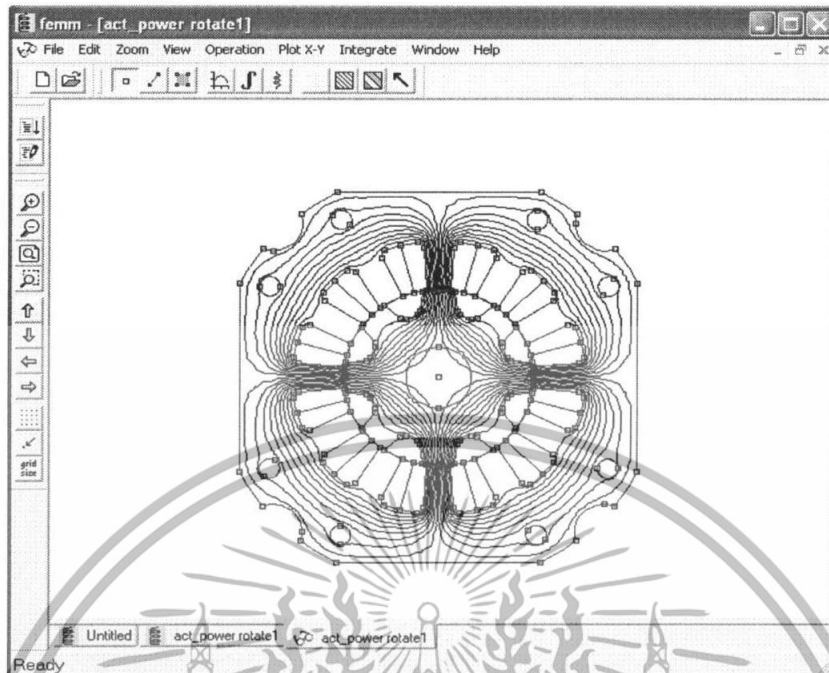 femm - [act_power rotate1]
File Edit Zoom View Operation Plot X-Y Integrate Window Help
grid
size
Untitled act_power rotate1 act_power rotate1
Ready